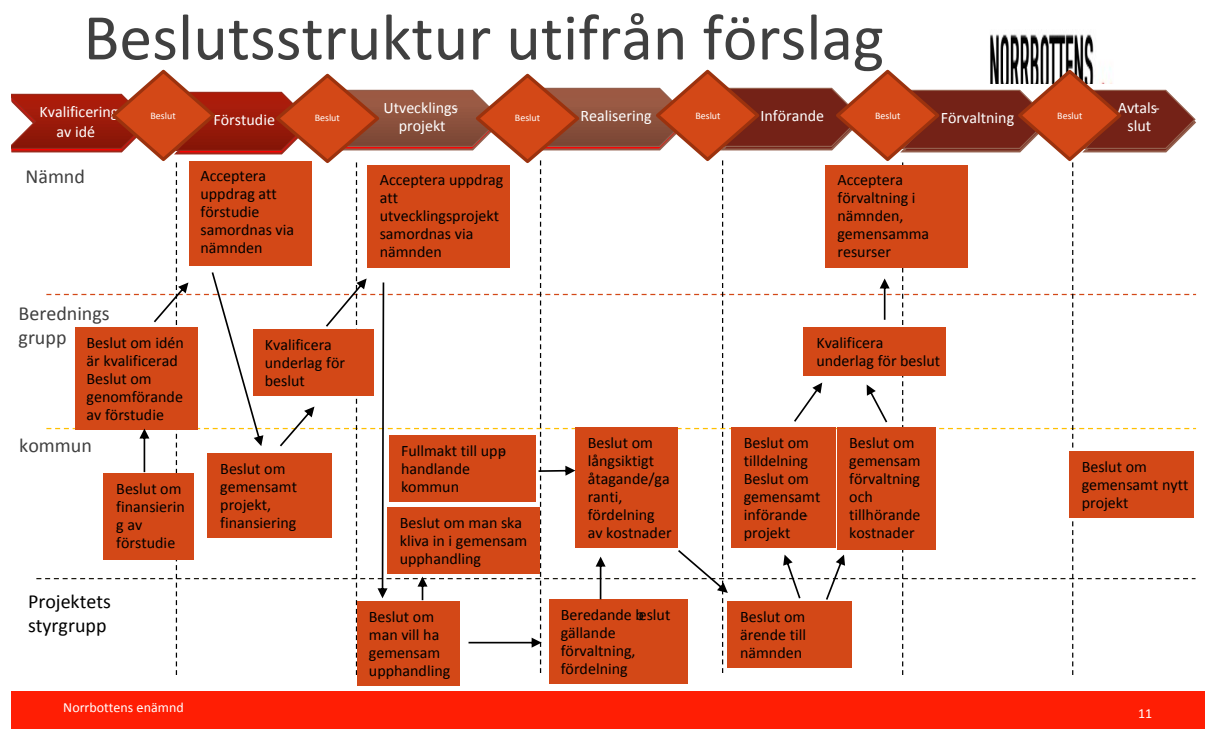 Beslutsstruktur utifrån förslag
NORRBOTTENS
Kvalificering
av idé
Beslut
Förstudie
Beslut
Utvecklings
projekt
Beslut
Realisering
Beslut
Införande
Beslut
Förvaltning
Beslut
Avtals-
slut
Nämnd
Acceptera
uppdrag att
förstudie
samordnas via
nämnden
Acceptera uppdrag
att
utvecklingsprojekt
samordnas via
nämnden
Acceptera
förvaltning i
nämnden,
gemensamma
resurser
Berednings
grupp
Beslut om idén
är kvalificerad
Beslut om
genomförande
av förstudie
Kvalificera
underlag för
beslut
Kvalificera
underlag för beslut
kommun
Beslut om
finansierin
g av
förstudie
Beslut om
gemensamt
projekt,
finansiering
Fullmakt till upp
handlande
kommun
Beslut om man ska
kliva in i gemensam
upphandling
Beslut om
långsiktigt
åtagande/ga
ranti,
fördelning
av kostnader
Beslut om
tilldelning
Beslut om
gemensamt
införande
projekt
Beslut om
gemensam
förvaltning
och
tillhörande
kostnader
Beslut om
gemensamt nytt
projekt
Projektets
styrgrupp
Beslut om
man vill ha
gemensam
upphandling
Beredande beslut
gällande
förvaltning,
fördelning
Beslut om
ärende till
nämnden
Norrbottens enämnd
11